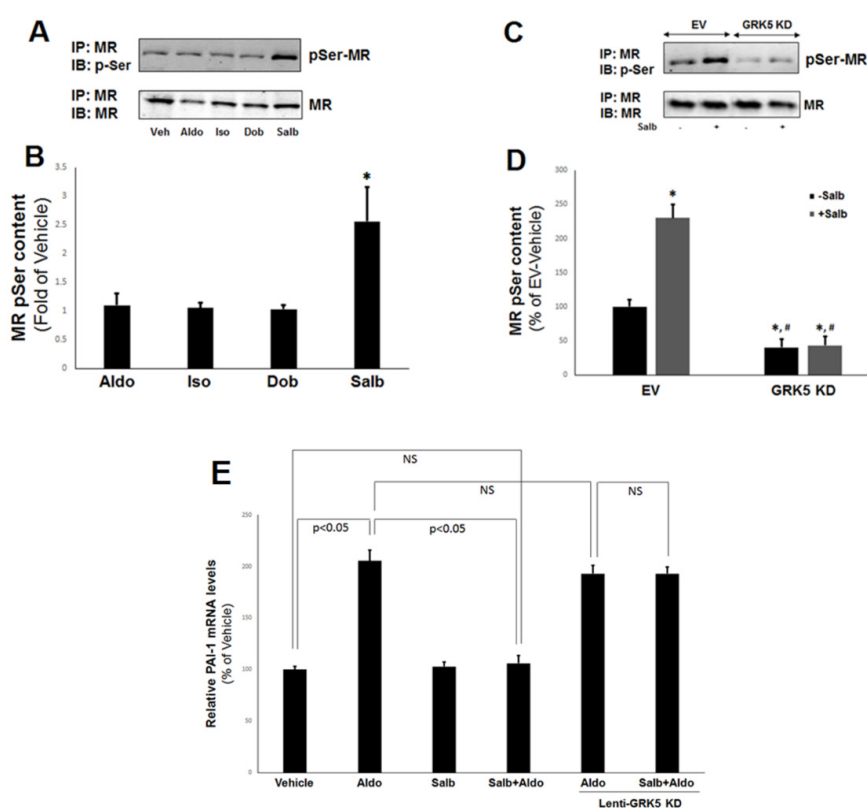 A
IP: MR
IB: p-Ser
pSer-MR
IP: MR
IB: MR
MR
Veh Aldo Iso Dob Salb
B
MR pSer content
(Fold of Vehicle)
3.5
3
2.5
2
1.5
1
0.5
0
*
Aldo Iso Dob Salb
C
EV GRK5 KD
IP: MR
IB: p-Ser
pSer-MR
IP: MR
IB: MR
MR
Salb - + - +
D
MR pSer content
(% of EV-Vehicle)
300
250
200
150
100
50
0
-Salb
+Salb
*
*, # *, #
EV GRK5 KD
E
NS
NS NS
p<0.05 p<0.05
Relative PAI-1 mRNA levels
(% of Vehicle)
250
200
150
100
50
0
Vehicle Aldo Salb Salb+Aldo Aldo Salb+Aldo
Lenti-GRK5 KD